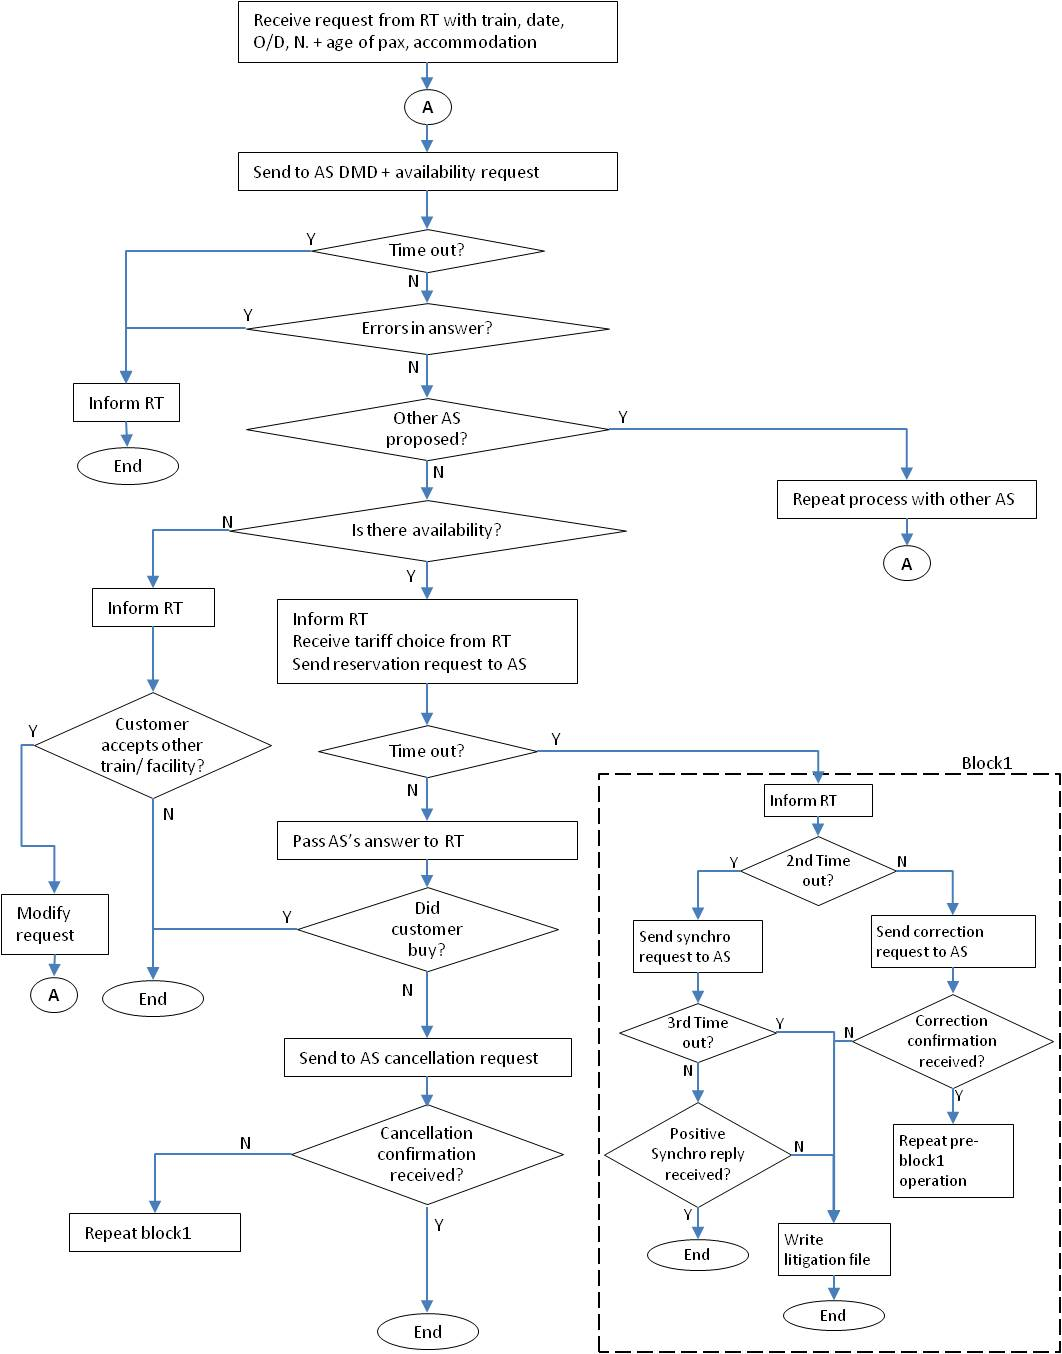 Receive request from RT with train, date,
O/D, N. + age of pax, accommodation
A
Send to AS DMD + availability request
Y
Time out?
N
Y
Errors in answer?
N
Inform RT
End
Other AS
proposed?
Y
N
Repeat process with other AS
A
N
Is there availability?
Y
Inform RT
Inform RT
Receive tariff choice from RT
Send reservation request to AS
Y
Customer
accepts other
train/ facility?
N
Time out?
Y
N
Modify
request
A
Pass AS's answer to RT
Y
Did
customer
buy?
End
N
Send to AS cancellation request
N
Cancellation
confirmation
received?
Repeat block1
Y
End
Block1
Inform RT
Y
2nd Time
out?
N
Send synchro
request to AS
Send correction
request to AS
3rd Time
out?
Y
N
N
Correction
confirmation
received?
Y
Positive
Synchro reply
received?
N
Y
Repeat pre-
block1
operation
End
Write
litigation file
End